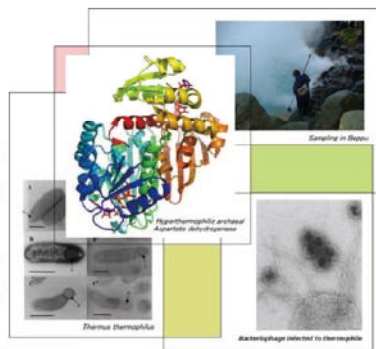 Sampling in Beppu
Hyperthermophilic archaeal
Aspartate dehydrogenase
A
B
C
Thermus thermophilus
Bacteriophage infected to thermophile